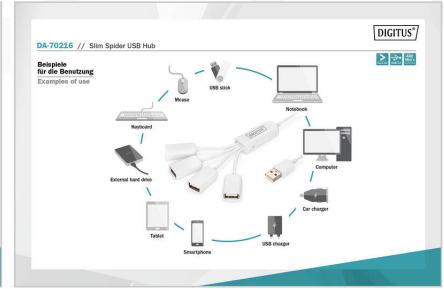 DIGITUS®
DA-70216 // Slim Spider USB Hub
Beispiele
für die Benutzung
Examples of use
USB stick
Mouse
Notebook
Keyboard
DIGITUS
Computer
External hard drive
Car charger
Tablet
USB charger
Smartphone